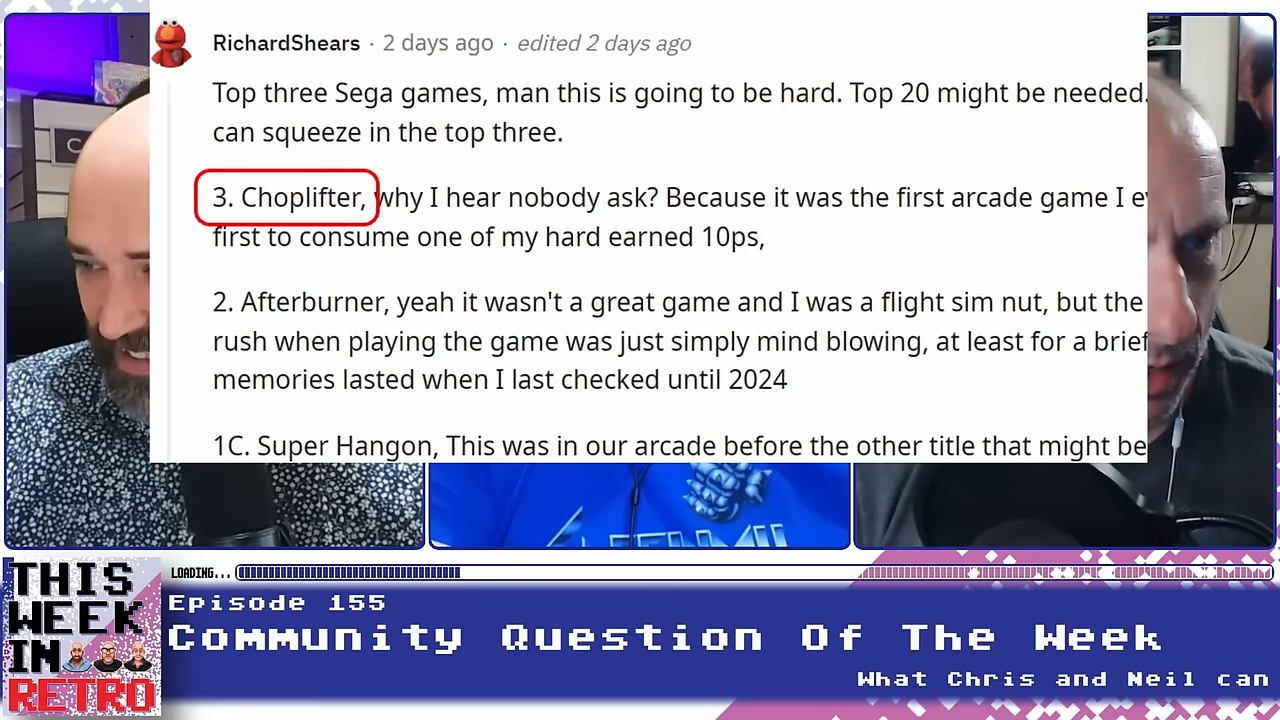 RichardShears · 2 days ago · edited 2 days ago
Top three Sega games, man this is going to be hard. Top 20 might be needed.
can squeeze in the top three.
3. Choplifter, why I hear nobody ask? Because it was the first arcade game I ev
first to consume one of my hard earned 10ps,
2. Afterburner, yeah it wasn't a great game and I was a flight sim nut, but the
rush when playing the game was just simply mind blowing, at least for a brief
memories lasted when I last checked until 2024
1C. Super Hangon, This was in our arcade before the other title that might be
LOADING...
THIS
WEEK
IN
RETRO
Episode 155
Community Question Of The Week
What Chris and Neil can